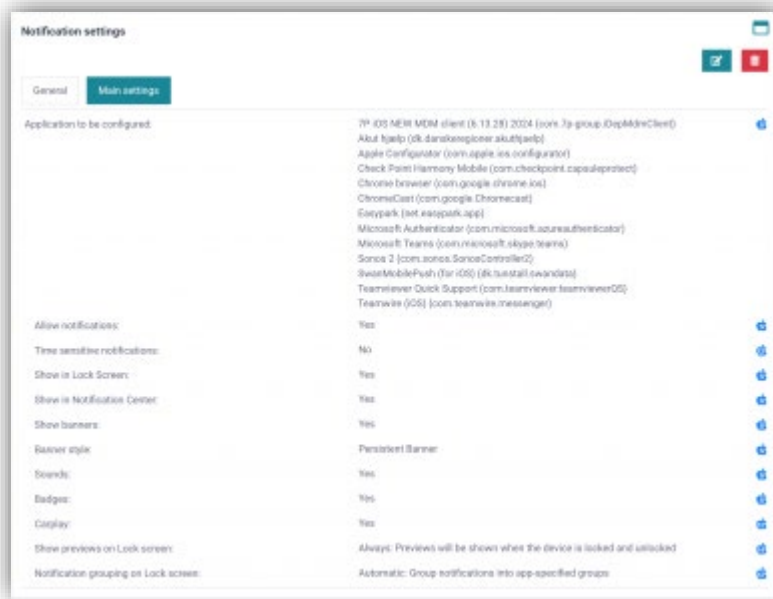 Notification settings
General
Main settings
Application to be configured:
7P iOS NEW MDM client (6.13.28) 2024 (com.7p-group.iDepMdmClient)
Akut hjælp (dk.danskeregioner.akuthjaelp)
Apple Configurator (com.apple.ios.configurator)
Check Point Harmony Mobile (com.checkpoint.capsuleprotect)
Chrome browser (com.google.chrome.ios)
ChromeCast (com.google.Chromecast)
Easypark (net.easypark.app)
Microsoft Authenticator (com.microsoft.azureauthenticator)
Microsoft Teams (com.microsoft.skype.teams)
Sonos 2 (com.sonos.SonosController2)
SwanMobilePush (for iOS) (dk.tunstall.swandata)
Teamviewer Quick Support (com.teamviewer.teamviewerQS)
Teamwire (iOS) (com.teamwire.messenger)
Allow notifications: Yes
Time sensitive notifications: No
Show in Lock Screen: Yes
Show in Notification Center: Yes
Show banners: Yes
Banner style: Persistent Banner
Sounds: Yes
Badges: Yes
Carplay: Yes
Show previews on Lock screen: Always: Previews will be shown when the device is locked and unlocked
Notification grouping on Lock screen: Automatic: Group notifications into app-specified groups